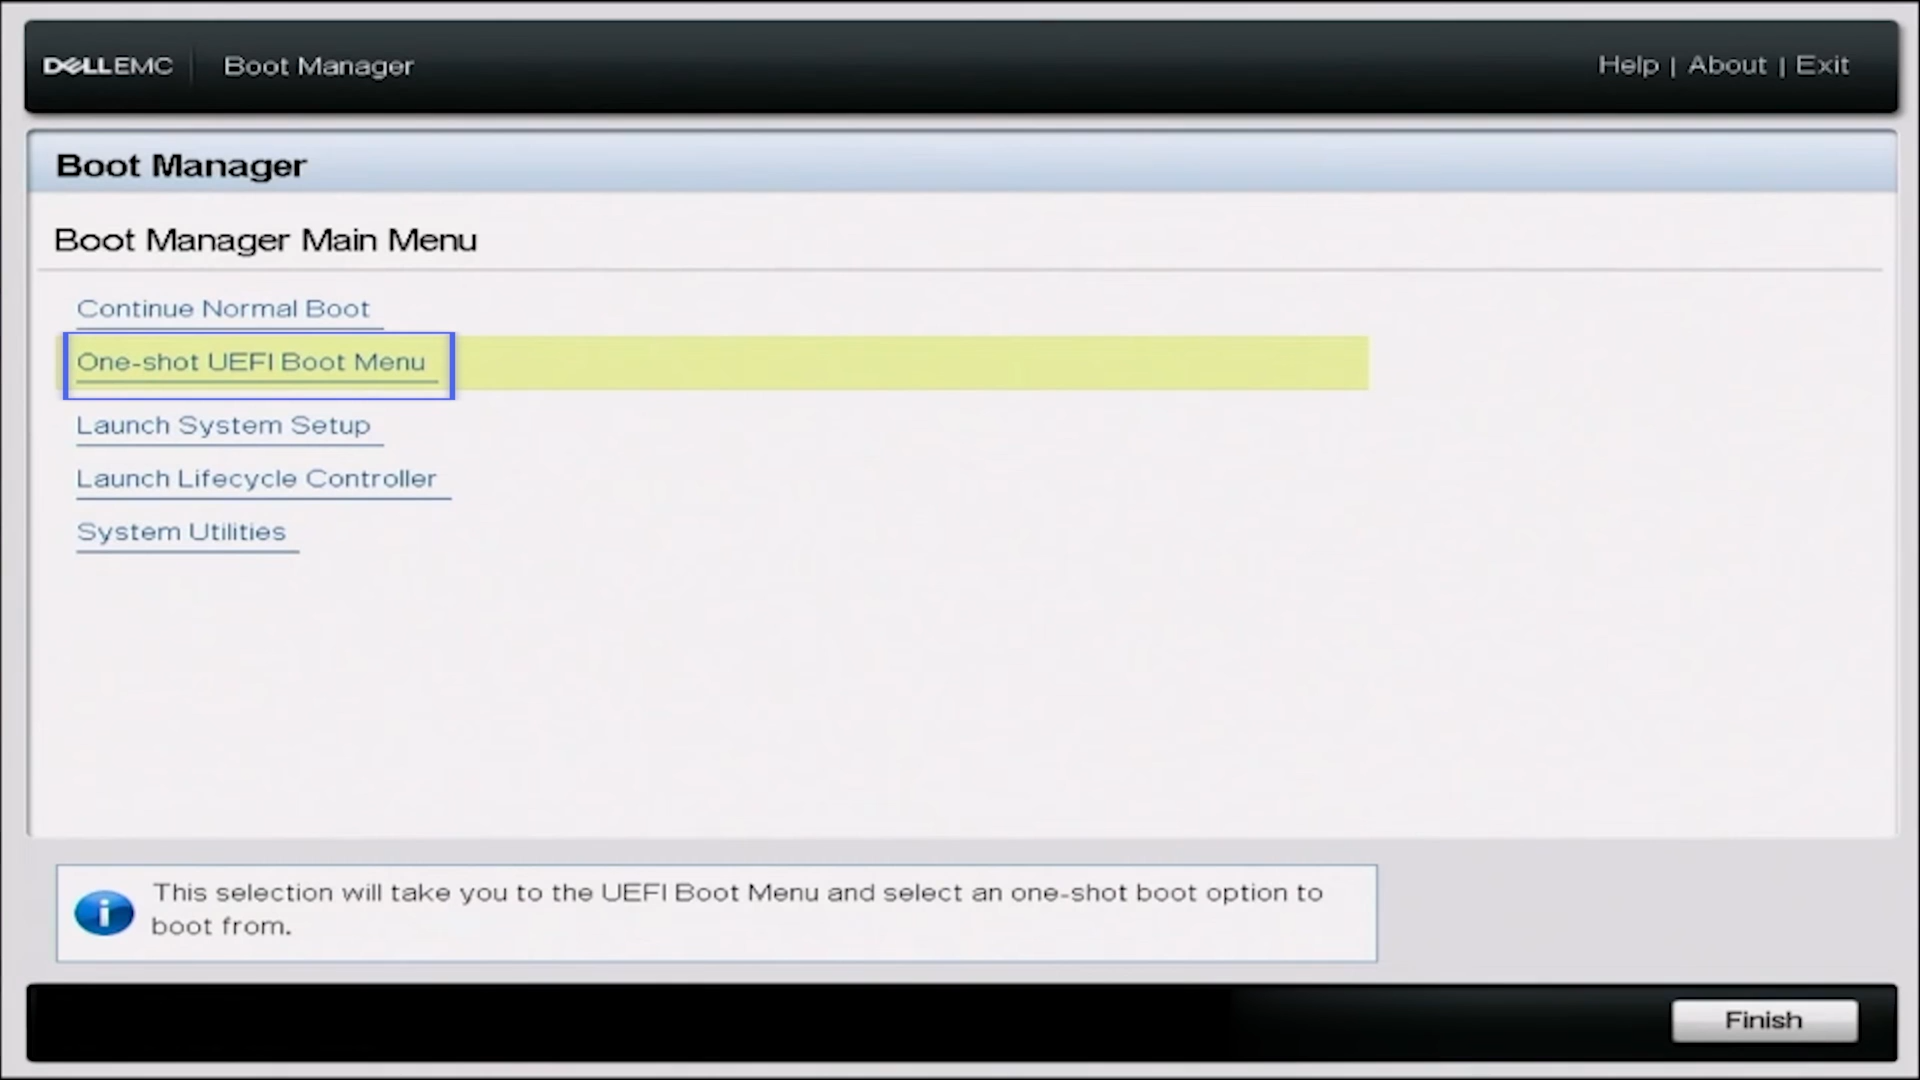 DELLEMC Boot Manager Help | About | Exit
Boot Manager
Boot Manager Main Menu
Continue Normal Boot
One-shot UEFI Boot Menu
Launch System Setup
Launch Lifecycle Controller
System Utilities
This selection will take you to the UEFI Boot Menu and select an one-shot boot option to
boot from.
Finish